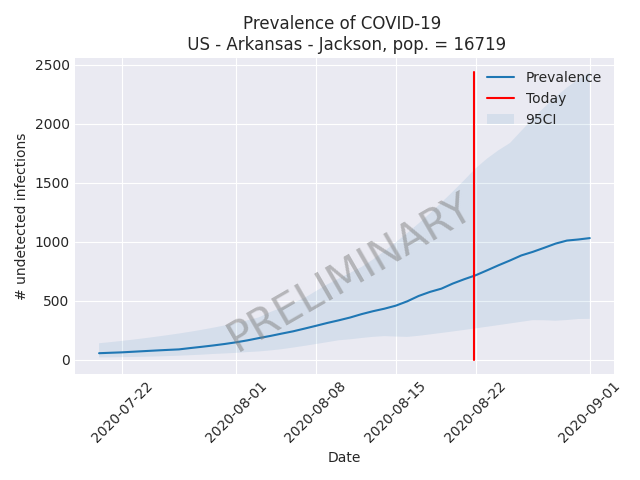 Prevalence of COVID-19
US - Arkansas - Jackson, pop. = 16719
2500
2000
1500
1000
500
0
# undetected infections
Prevalence
Today
95CI
PRELIMINARY
2020-07-22
2020-08-01
2020-08-08
2020-08-15
2020-08-22
2020-09-01
Date